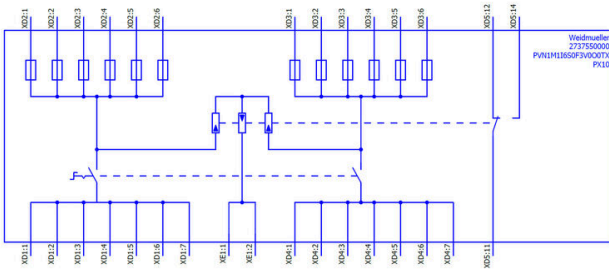 XD2:1
XD2:2
XD2:3
XD2:4
XD2:5
XD2:6
XD3:1
XD3:2
XD3:3
XD3:4
XD3:5
XD3:6
XD5:12
XD5:14
Weidmueller
2737550000
PVN1M1I6S0F3V0O0TX
PX10
XD1:1
XD1:2
XD1:3
XD1:4
XD1:5
XD1:6
XD1:7
XE1:1
XE1:2
XD4:1
XD4:2
XD4:3
XD4:4
XD4:5
XD4:6
XD4:7
XD5:11